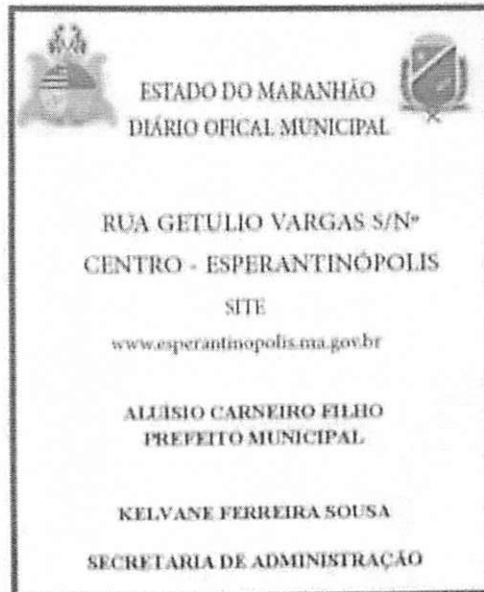 ESTADO DO MARANHÃO
DIÁRIO OFICAL MUNICIPAL
RUA GETULIO VARGAS S/Nº
CENTRO - ESPERANTINÓPOLIS
SITE
www.esperantinopolis.ma.gov.br
ALUÍSIO CARNEIRO FILHO
PREFEITO MUNICIPAL
KELVANE FERREIRA SOUSA
SECRETARIA DE ADMINISTRAÇÃO